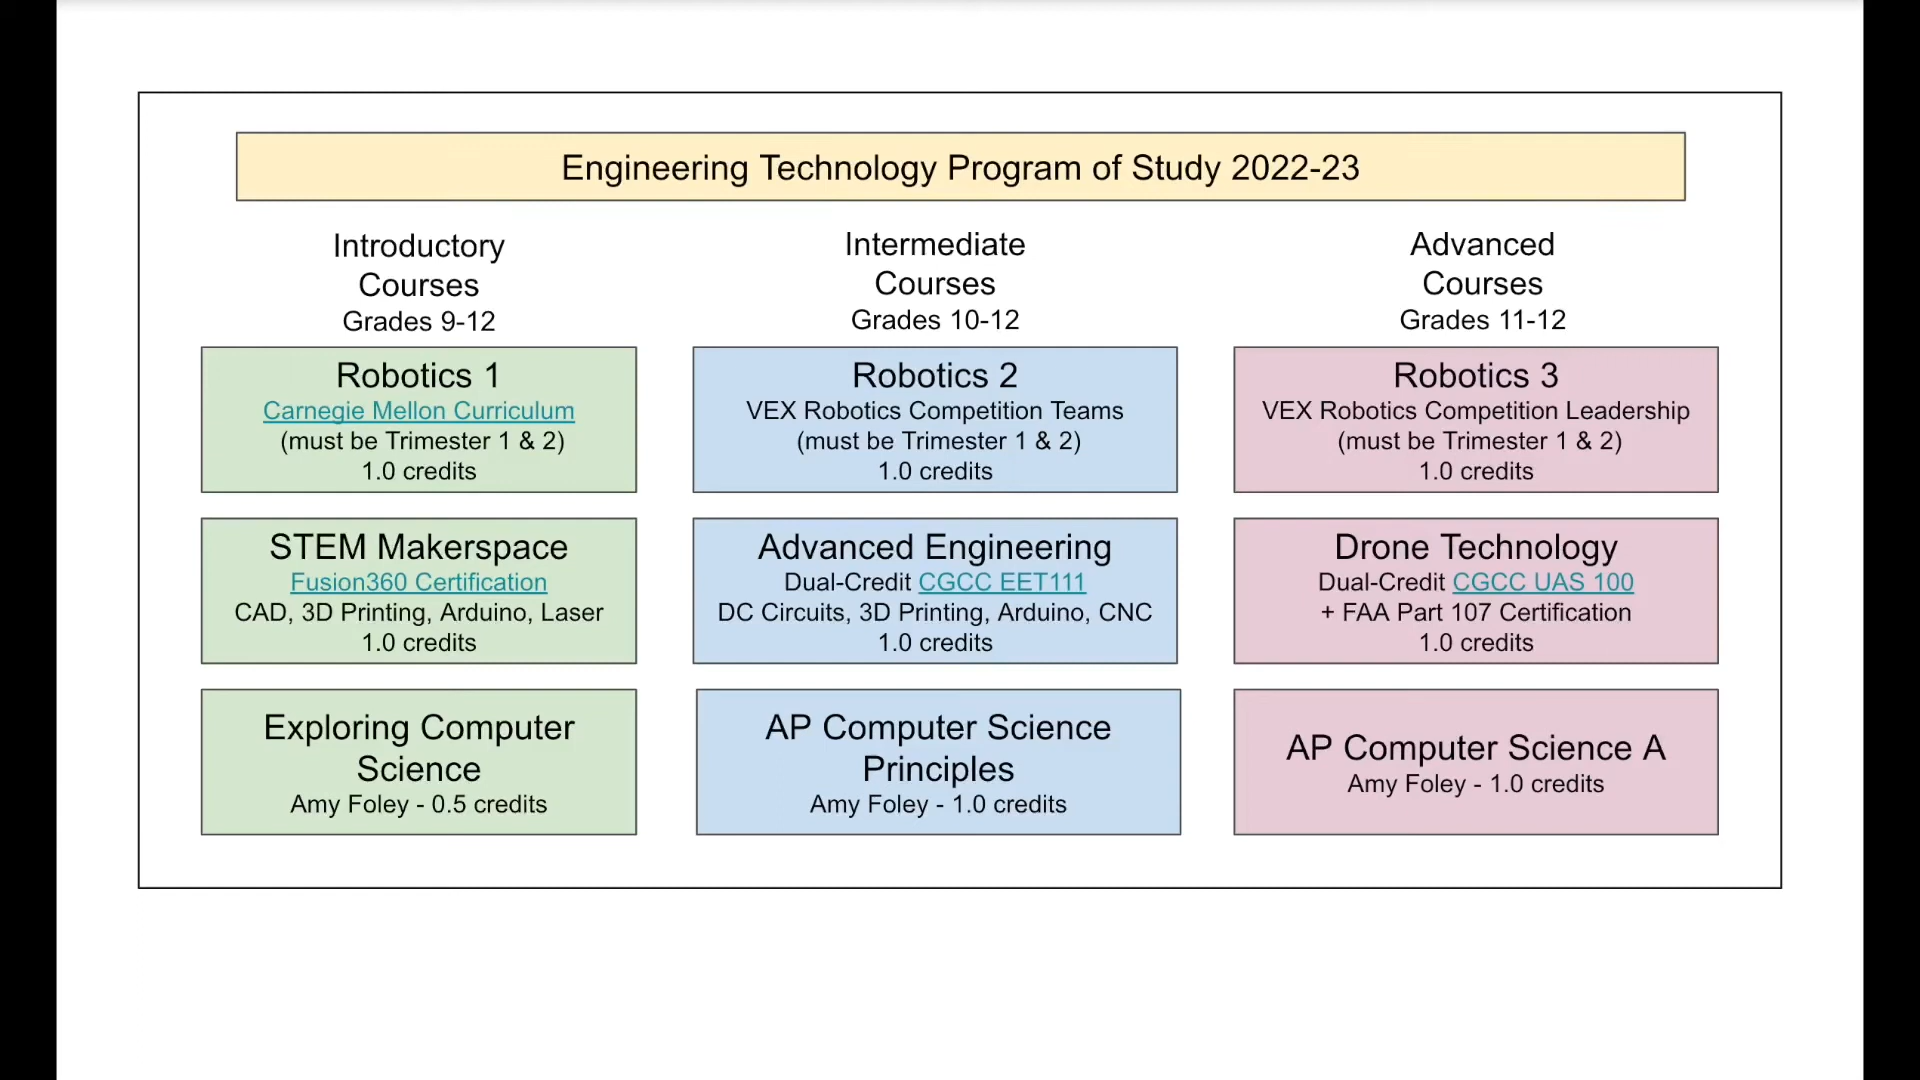 Engineering Technology Program of Study 2022-23
Introductory
Courses
Grades 9-12
Robotics 1
Carnegie Mellon Curriculum
(must be Trimester 1 & 2)
1.0 credits
STEM Makerspace
Fusion360 Certification
CAD, 3D Printing, Arduino, Laser
1.0 credits
Exploring Computer
Science
Amy Foley - 0.5 credits
Intermediate
Courses
Grades 10-12
Robotics 2
VEX Robotics Competition Teams
(must be Trimester 1 & 2)
1.0 credits
Advanced Engineering
Dual-Credit CGCC EET111
DC Circuits, 3D Printing, Arduino, CNC
1.0 credits
AP Computer Science
Principles
Amy Foley - 1.0 credits
Advanced
Courses
Grades 11-12
Robotics 3
VEX Robotics Competition Leadership
(must be Trimester 1 & 2)
1.0 credits
Drone Technology
Dual-Credit CGCC UAS 100
+ FAA Part 107 Certification
1.0 credits
AP Computer Science A
Amy Foley - 1.0 credits